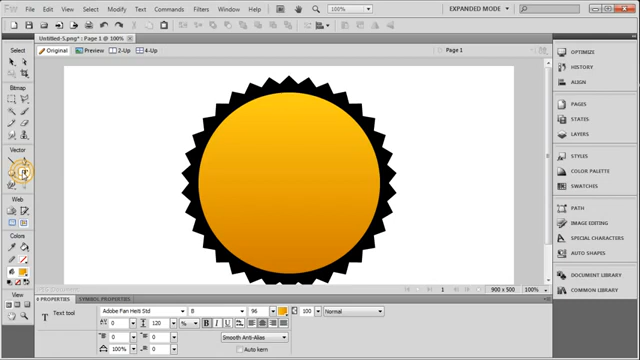 Fw File Edit View Select Modify Text Commands Filters Window Help 100% EXPANDED MODE
Untitled-5.png* : Page 1 @ 100%
Original Preview 2-Up 4-Up Page 1
Select
Bitmap
Vector
Web
Colors
View
OPTIMIZE
HISTORY
ALIGN
PAGES
STATES
LAYERS
STYLES
COLOR PALETTE
SWATCHES
PATH
IMAGE EDITING
SPECIAL CHARACTERS
AUTO SHAPES
DOCUMENT LIBRARY
COMMON LIBRARY
1 900 x 500 100%
PROPERTIES SYMBOL PROPERTIES
T Text tool Adobe Fan Heiti Std B 96 100 Normal
0 120 % B I U
0 0 Smooth Anti-Alias
100% 0 Auto kern